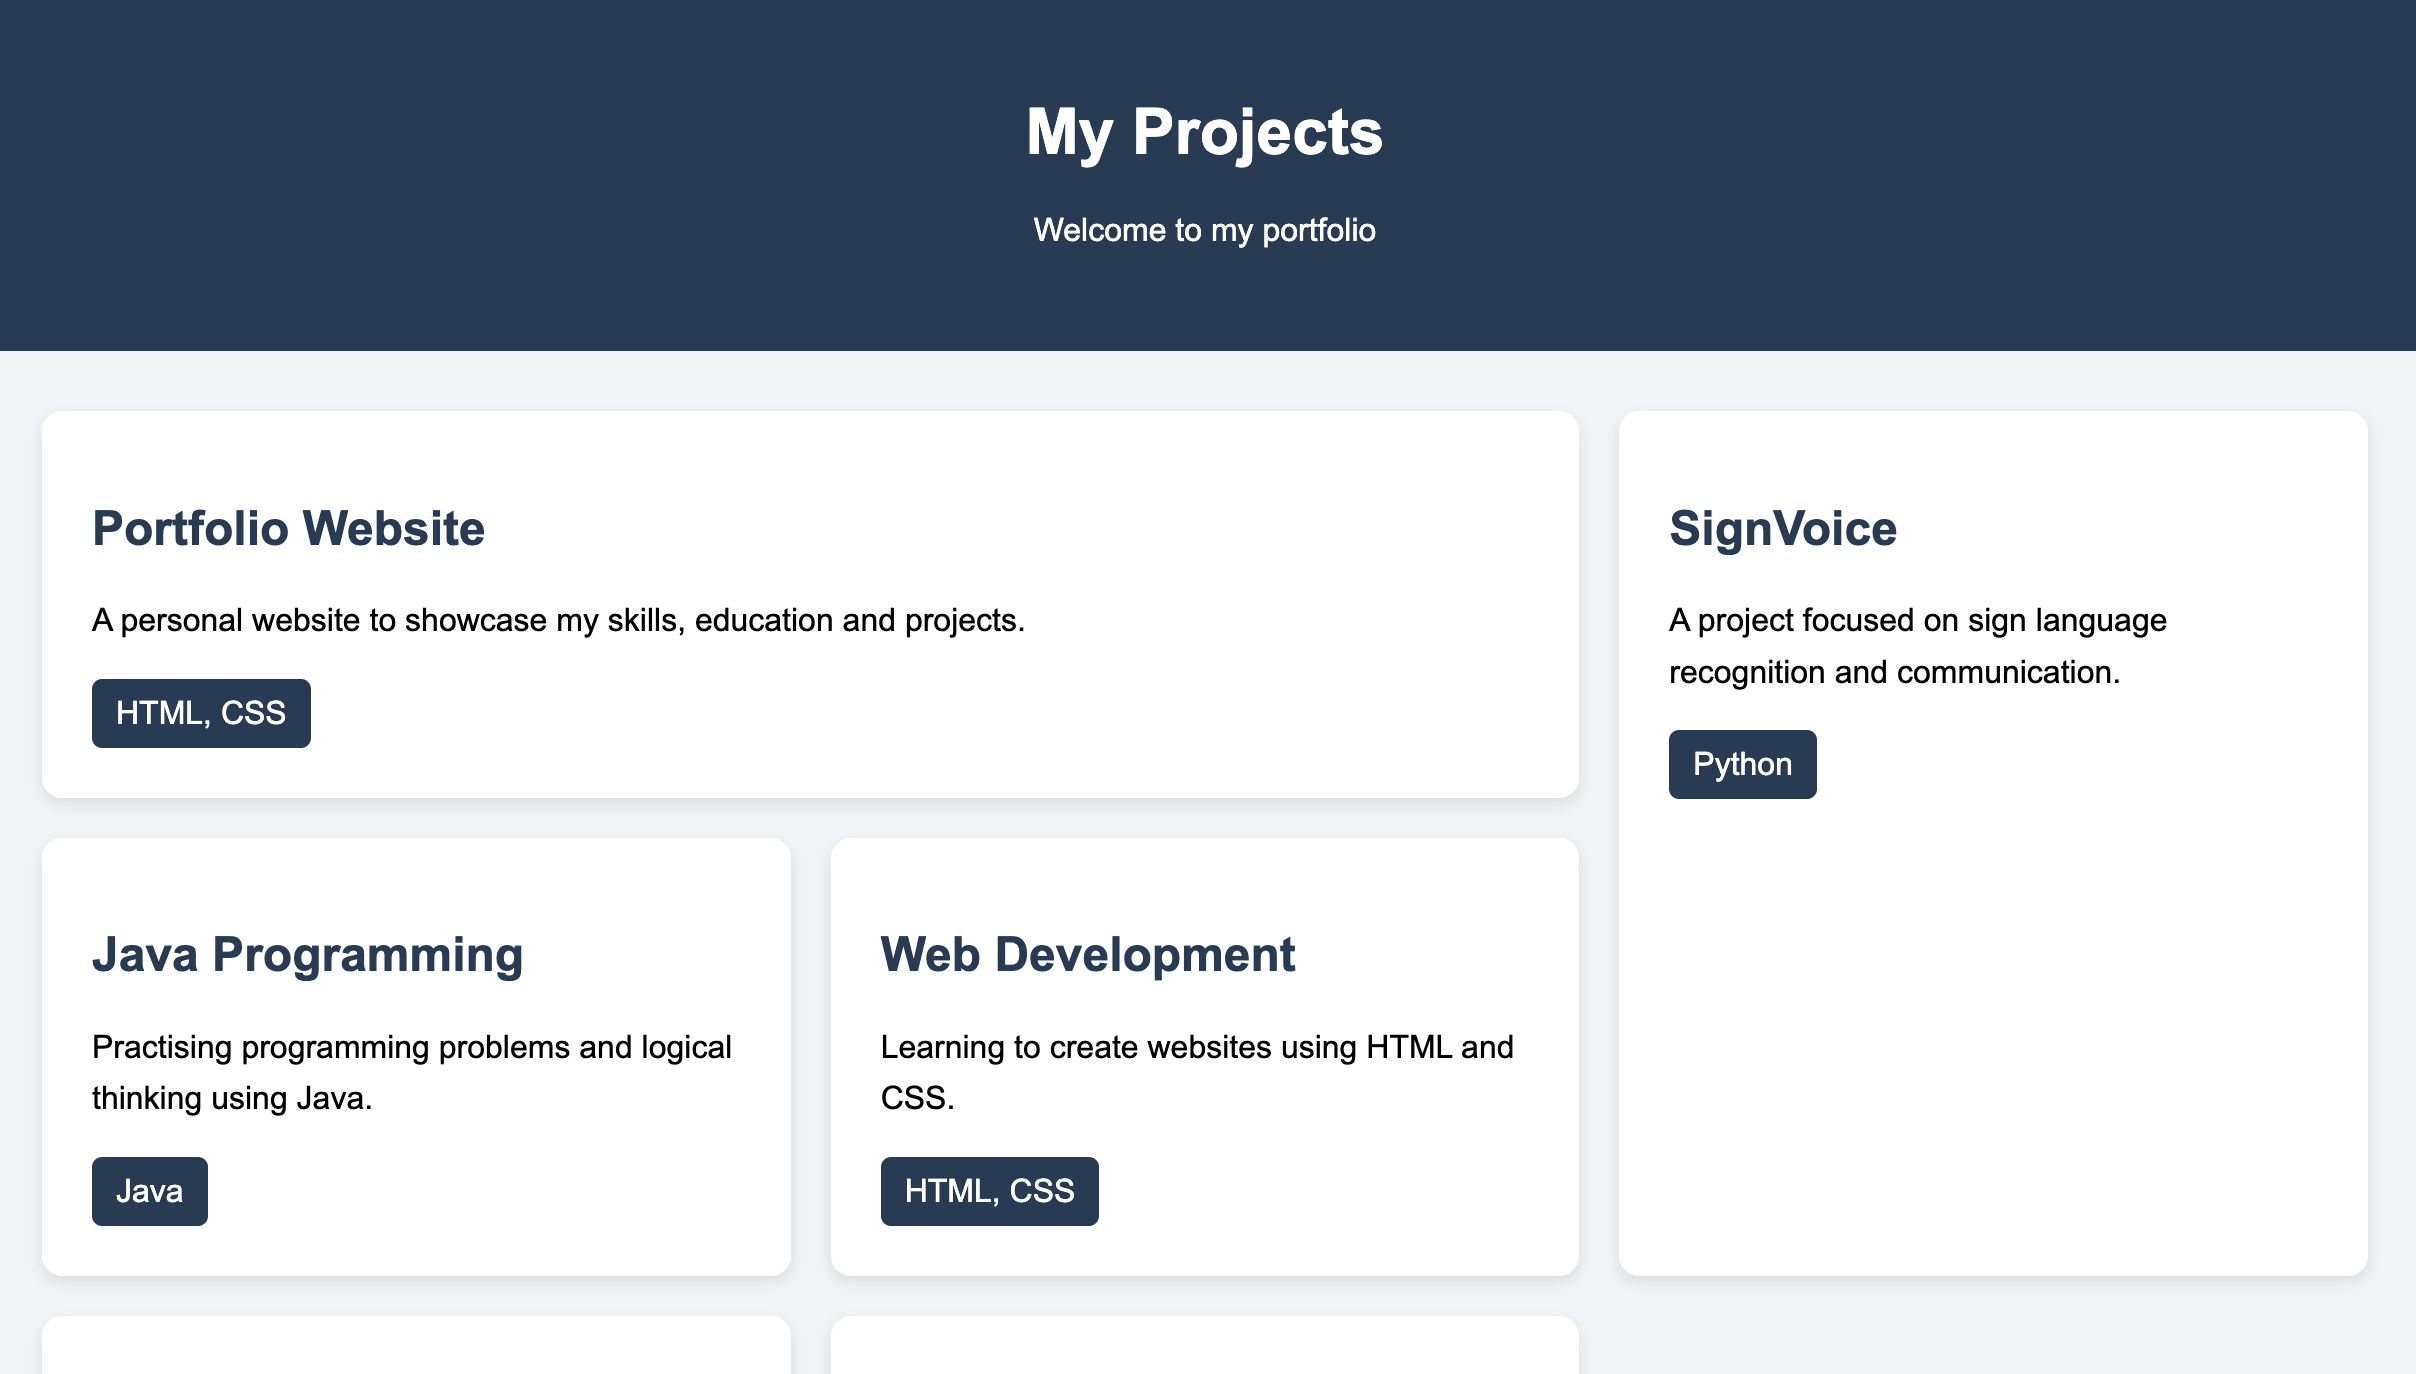 My Projects
Welcome to my portfolio
Portfolio Website
A personal website to showcase my skills, education and projects.
HTML, CSS
SignVoice
A project focused on sign language
recognition and communication.
Python
Java Programming
Practising programming problems and logical
thinking using Java.
Java
Web Development
Learning to create websites using HTML and
CSS.
HTML, CSS